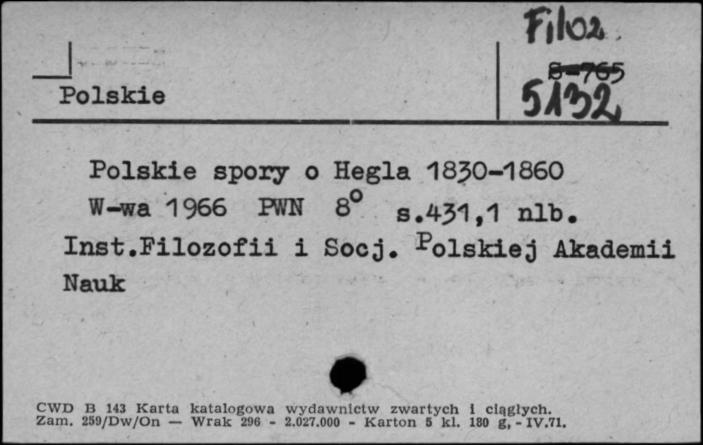 Filoz.
8-765
5132
Polskie
Polskie spory o Hegla 1830-1860
W-wa 1966 PWN 8° s.431,1 nlb.
Inst.Filozofii i Socj. Polskiej Akademii
Nauk
CWD B 143 Karta katalogowa wydawnictw zwartych i ciągłych.
Zam. 259/Dw/On — Wrak 296 - 2.027.000 - Karton 5 kl. 180 g, - IV.71.